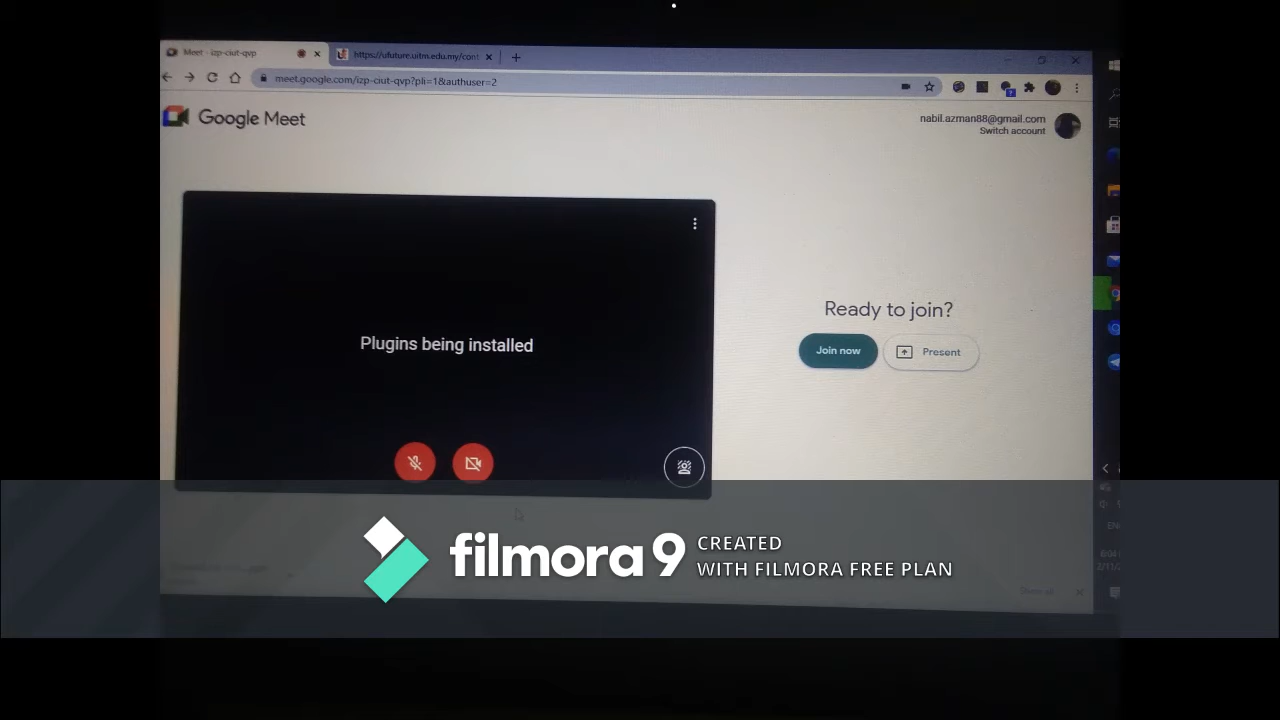 Meet - izp-ciut-qvp
https://ufuture.uitm.edu.my/cont
meet.google.com/izp-ciut-qvp?pli=1&authuser=2
Google Meet
nabil.azman88@gmail.com
Switch account
Plugins being installed
Ready to join?
Join now
Present
filmora 9
CREATED
WITH FILMORA FREE PLAN
Show all